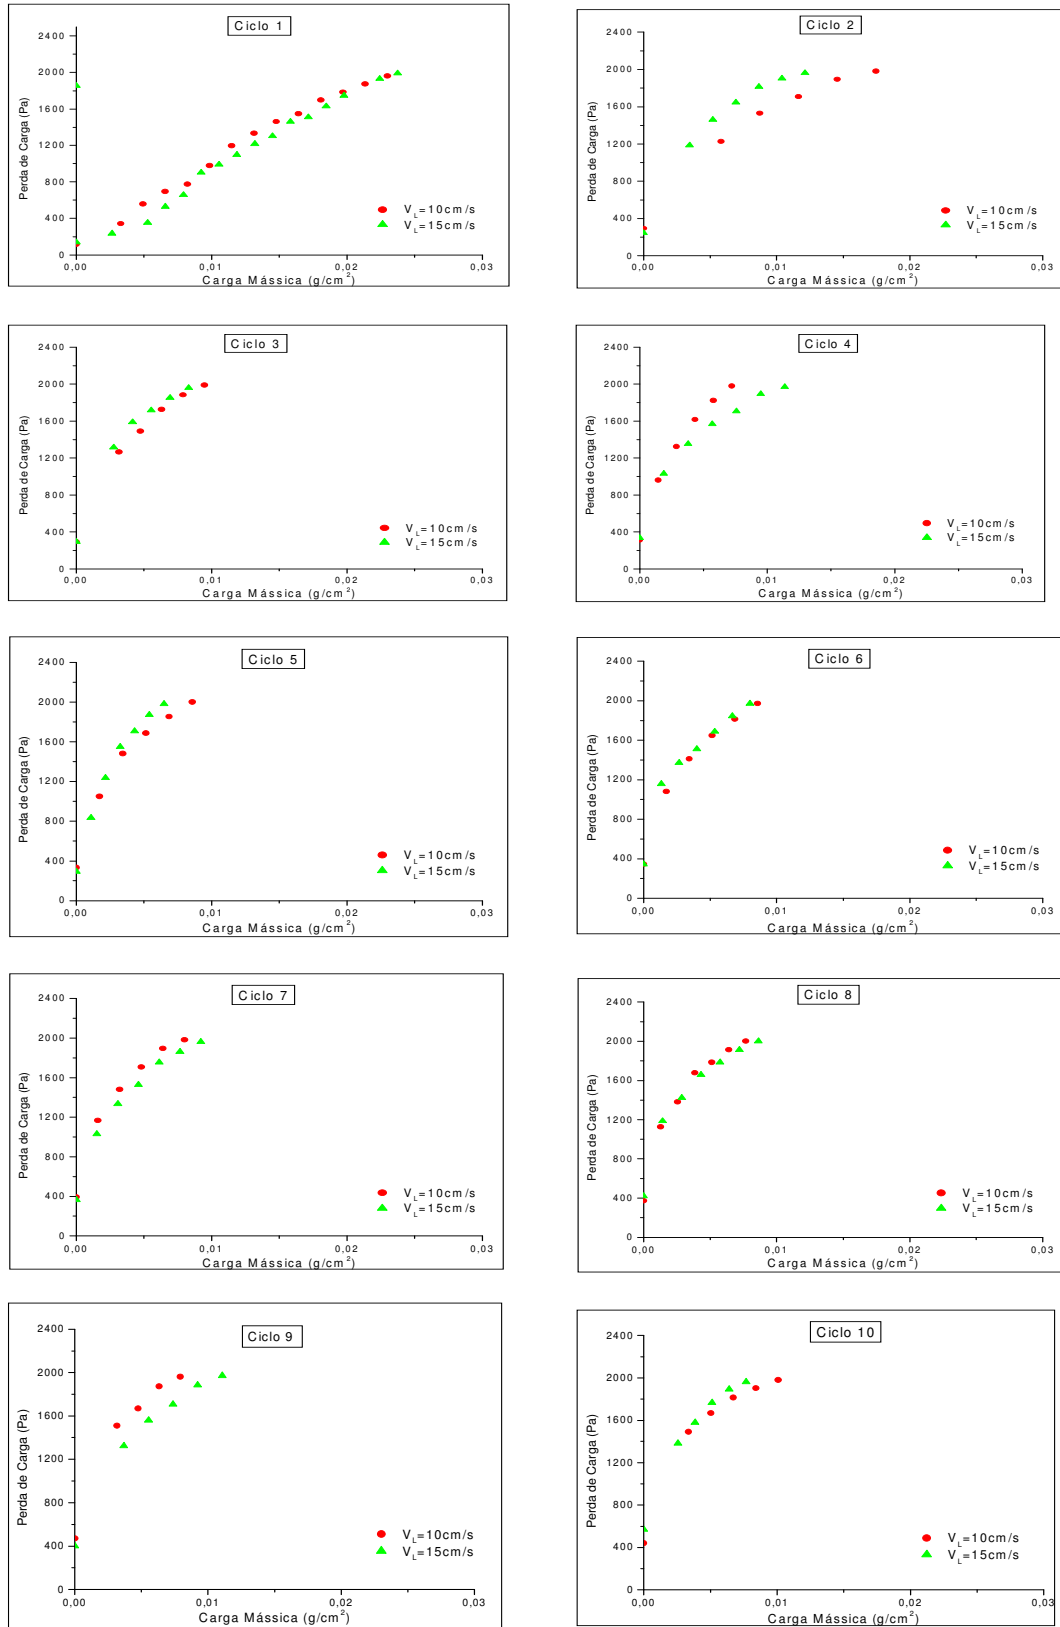 Ciclo 1
Perda de Carga (Pa)
2400
2000
1600
1200
800
400
0
V_L=10cm/s
V_L=15cm/s
0,00 0,01 0,02 0,03
Carga Mássica (g/cm²)
Ciclo 2
Perda de Carga (Pa)
2400
2000
1600
1200
800
400
0
V_L=10cm/s
V_L=15cm/s
0,00 0,01 0,02 0,03
Carga Mássica (g/cm²)
Ciclo 3
Perda de Carga (Pa)
2400
2000
1600
1200
800
400
0
V_L=10cm/s
V_L=15cm/s
0,00 0,01 0,02 0,03
Carga Mássica (g/cm²)
Ciclo 4
Perda de Carga (Pa)
2400
2000
1600
1200
800
400
0
V_L=10cm/s
V_L=15cm/s
0,00 0,01 0,02 0,03
Carga Mássica (g/cm²)
Ciclo 5
Perda de Carga (Pa)
2400
2000
1600
1200
800
400
0
V_L=10cm/s
V_L=15cm/s
0,00 0,01 0,02 0,03
Carga Mássica (g/cm²)
Ciclo 6
Perda de Carga (Pa)
2400
2000
1600
1200
800
400
0
V_L=10cm/s
V_L=15cm/s
0,00 0,01 0,02 0,03
Carga Mássica (g/cm²)
Ciclo 7
Perda de Carga (Pa)
2400
2000
1600
1200
800
400
0
V_L=10cm/s
V_L=15cm/s
0,00 0,01 0,02 0,03
Carga Mássica (g/cm²)
Ciclo 8
Perda de Carga (Pa)
2400
2000
1600
1200
800
400
0
V_L=10cm/s
V_L=15cm/s
0,00 0,01 0,02 0,03
Carga Mássica (g/cm²)
Ciclo 9
Perda de Carga (Pa)
2400
2000
1600
1200
800
400
0
V_L=10cm/s
V_L=15cm/s
0,00 0,01 0,02 0,03
Carga Mássica (g/cm²)
Ciclo 10
Perda de Carga (Pa)
2400
2000
1600
1200
800
400
0
V_L=10cm/s
V_L=15cm/s
0,00 0,01 0,02 0,03
Carga Mássica (g/cm²)